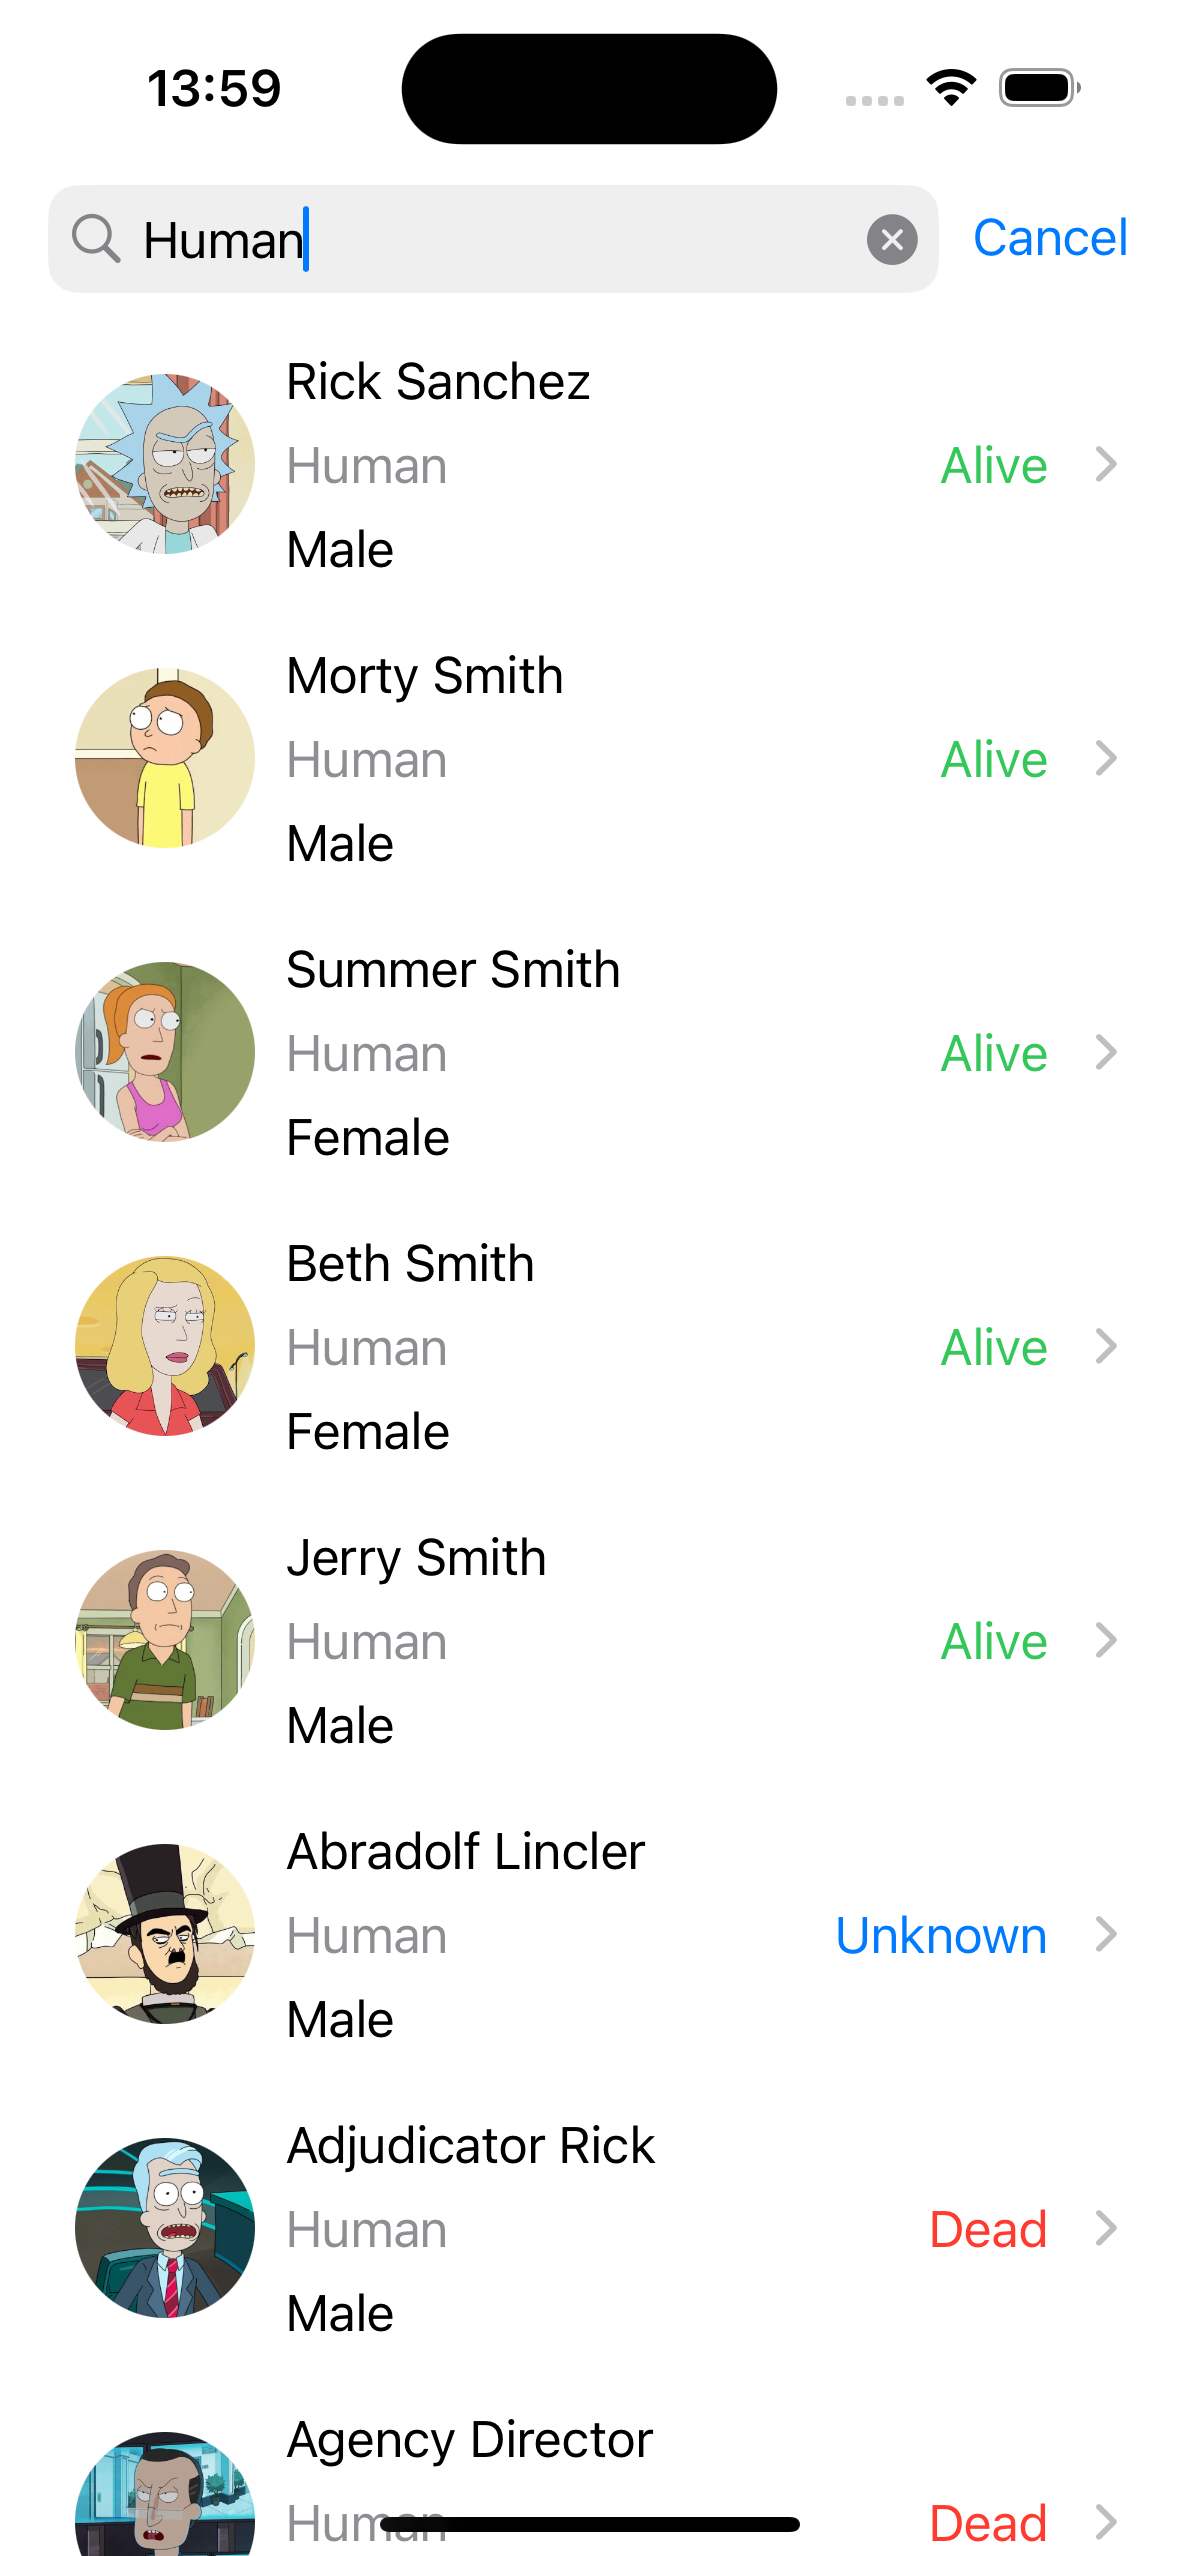 13:59
Human
Cancel
Rick Sanchez
Human
Alive
Male
Morty Smith
Human
Alive
Male
Summer Smith
Human
Alive
Female
Beth Smith
Human
Alive
Female
Jerry Smith
Human
Alive
Male
Abradolf Lincler
Human
Unknown
Male
Adjudicator Rick
Human
Dead
Male
Agency Director
Human
Dead